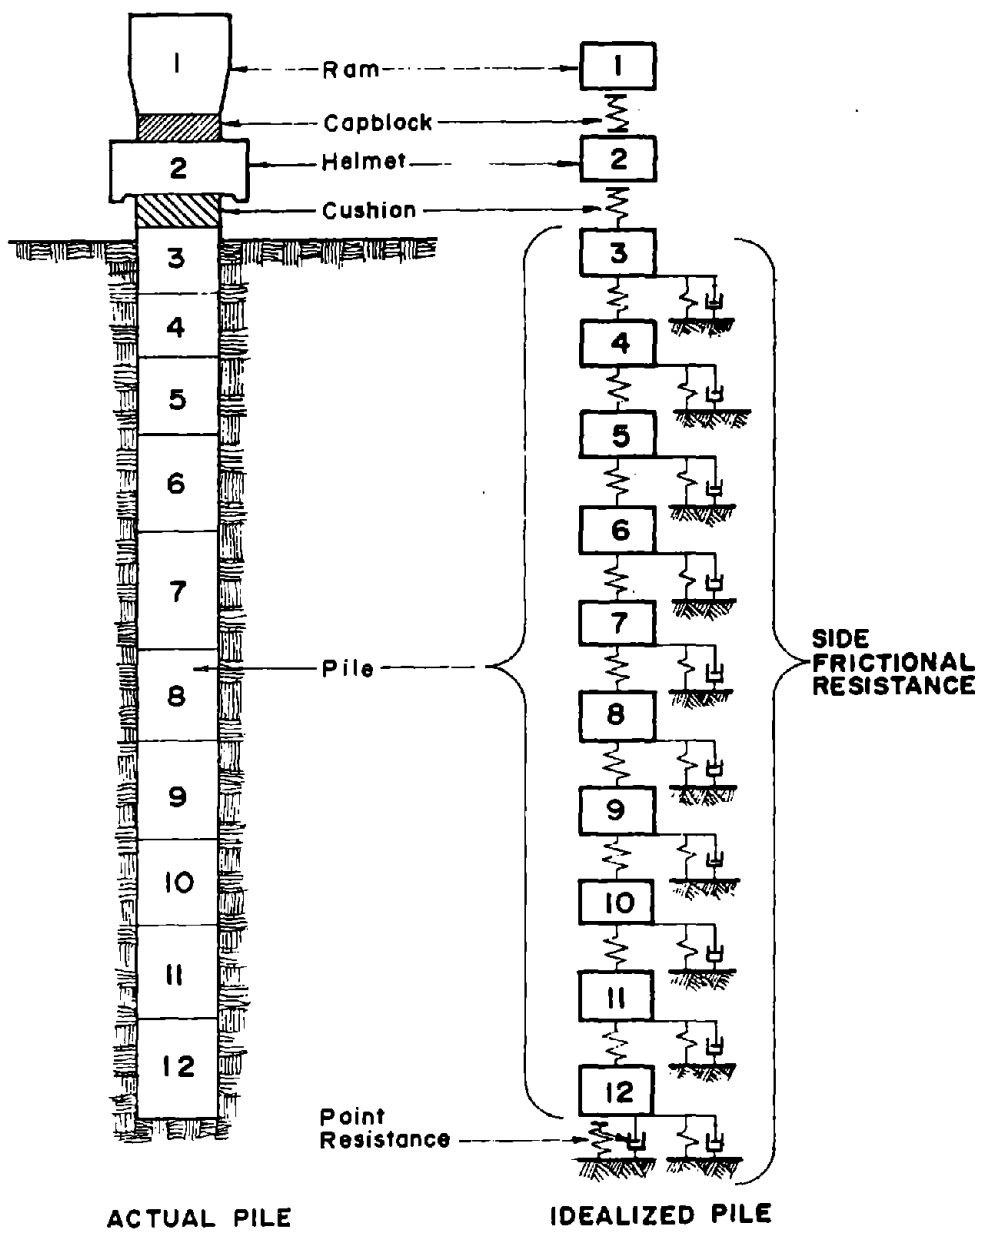 1
Ram
1
Capblock
2
Helmet
2
Cushion
3
3
4
4
5
5
6
6
7
7
SIDE
FRICTIONAL
RESISTANCE
8
Pile
8
9
9
10
10
11
11
12
12
Point
Resistance
ACTUAL PILE
IDEALIZED PILE